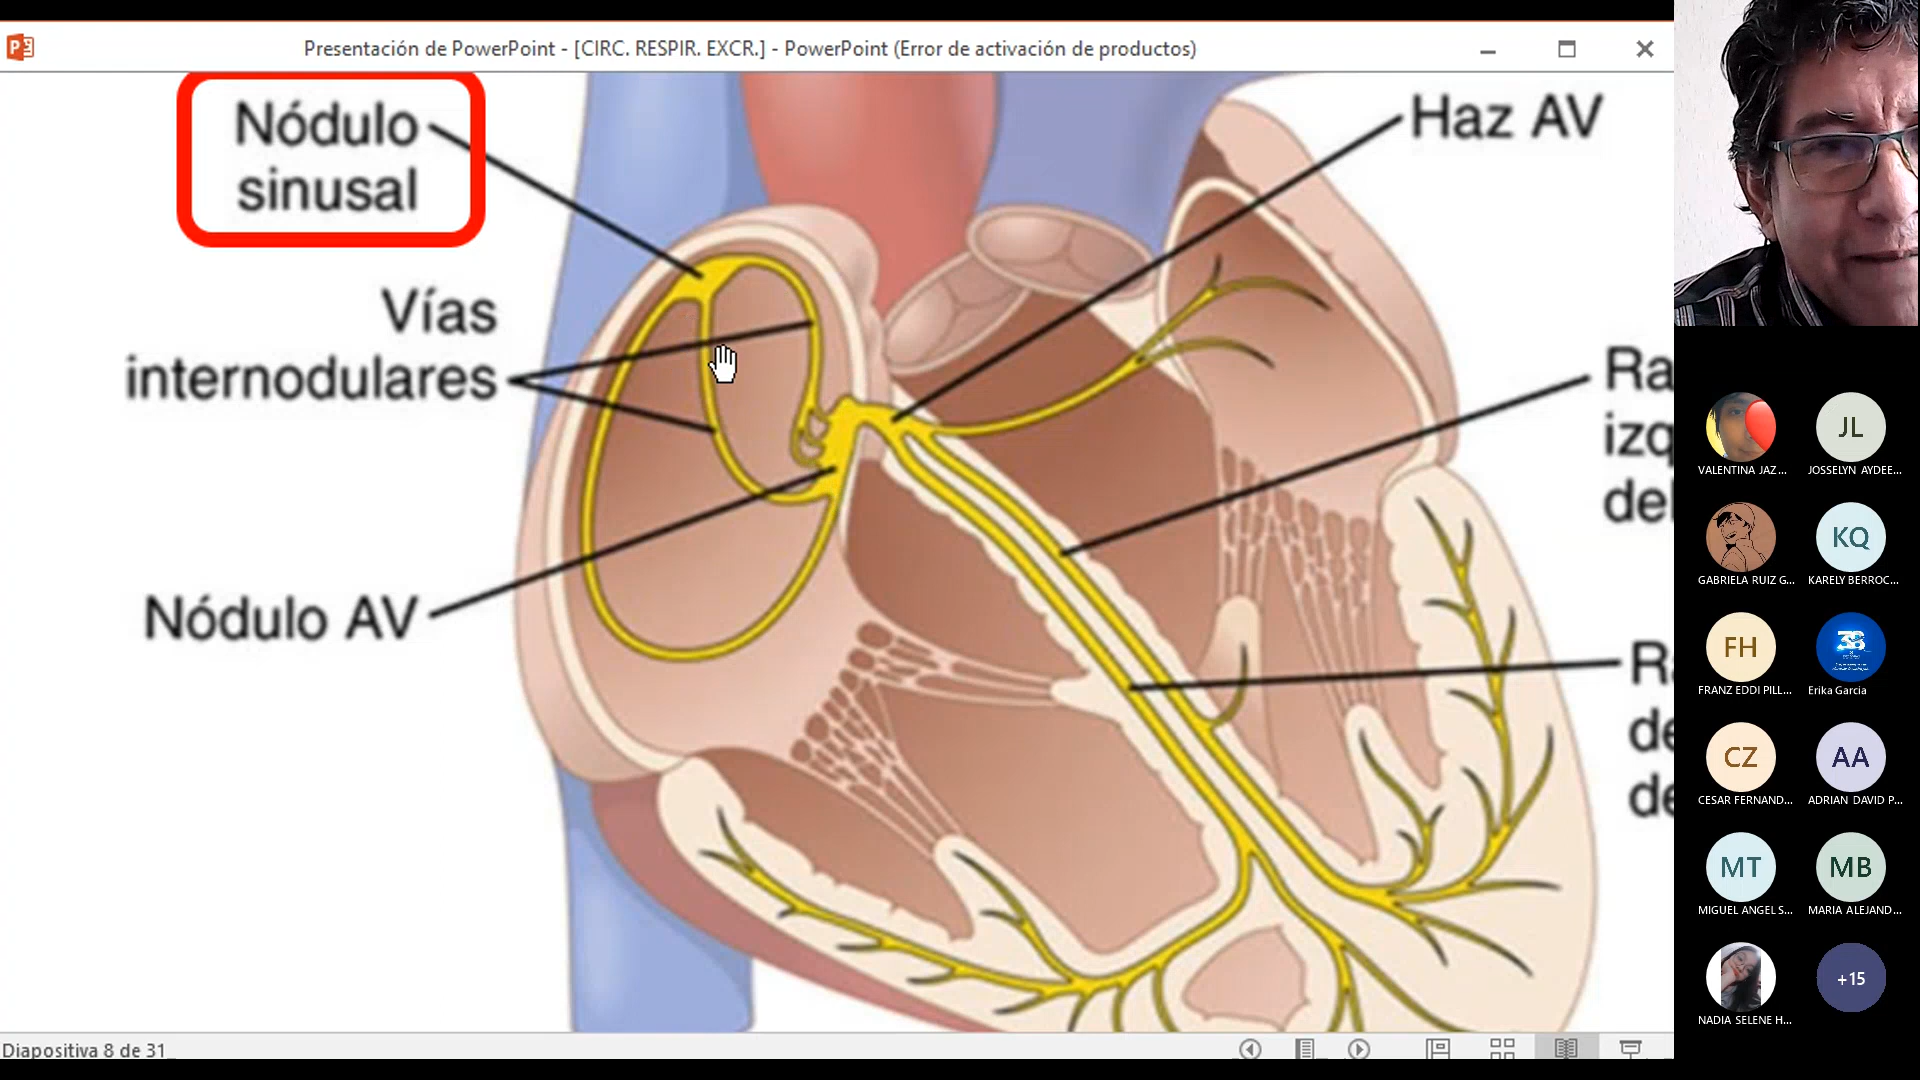 Presentación de PowerPoint - [CIRC. RESPIR. EXCR.] - PowerPoint (Error de activación de productos)
Nódulo
sinusal
Haz AV
Vías
internodulares
Ra
izq
del
Nódulo AV
Ra
de
de
VALENTINA JAZ...
JL
JOSSELYN AYDEE...
GABRIELA RUIZ G...
KQ
KARELY BERROC...
FH
FRANZ EDDI PILL...
38
Erika Garcia
CZ
CESAR FERNAND...
AA
ADRIAN DAVID P...
MT
MIGUEL ANGEL S...
MB
MARIA ALEJAND...
NADIA SELENE H...
+15
Diapositiva 8 de 31